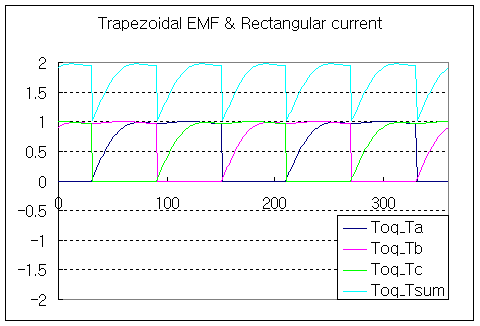 Trapezoidal EMF & Rectangular current
2
1.5
1
0.5
0
0 100 200 300
-0.5
-1
-1.5
-2
Toq_Ta
Toq_Tb
Toq_Tc
Toq_Tsum